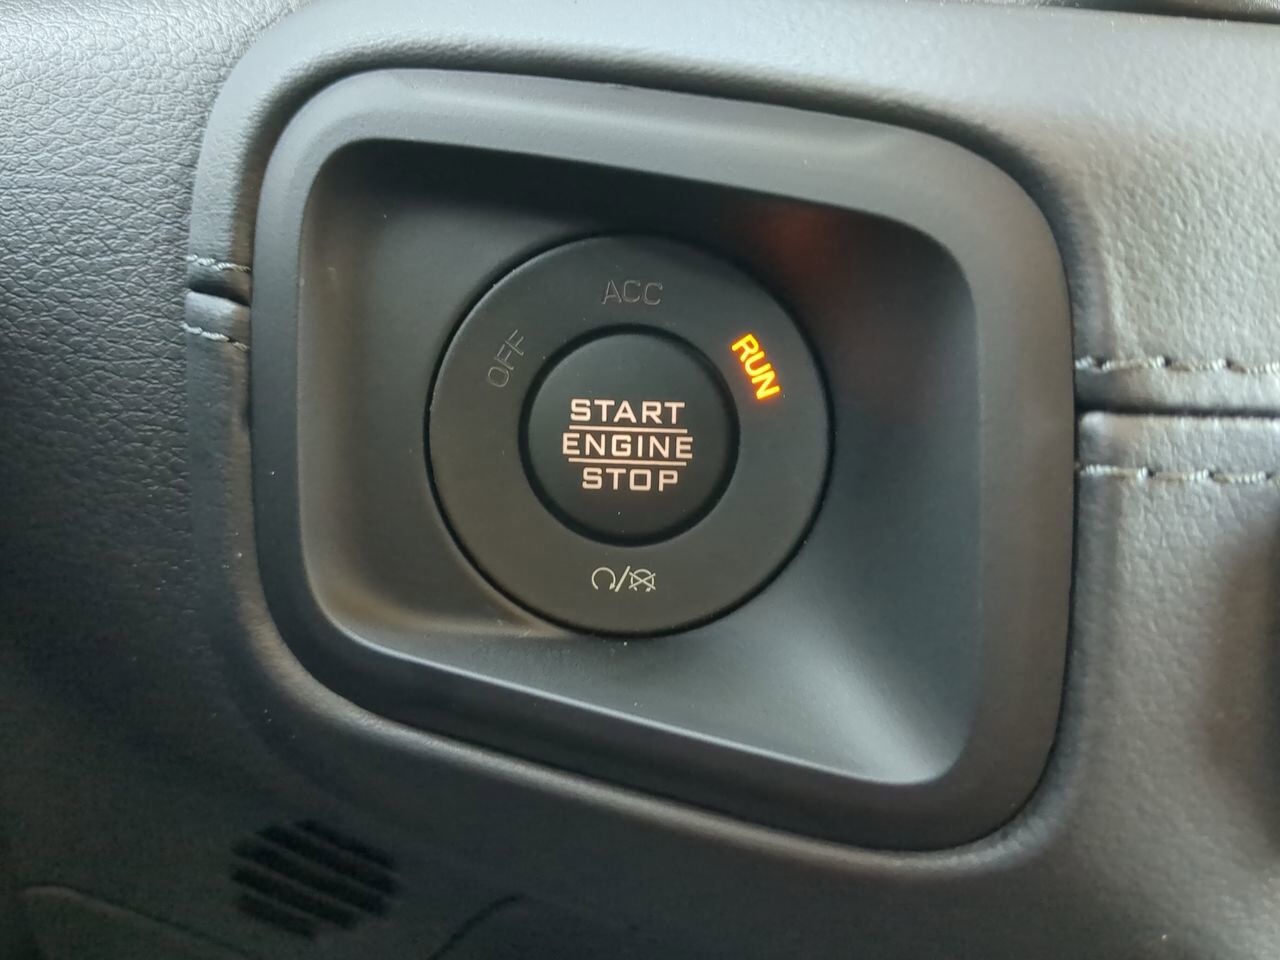 ACC
OFF
RUN
START
ENGINE
STOP